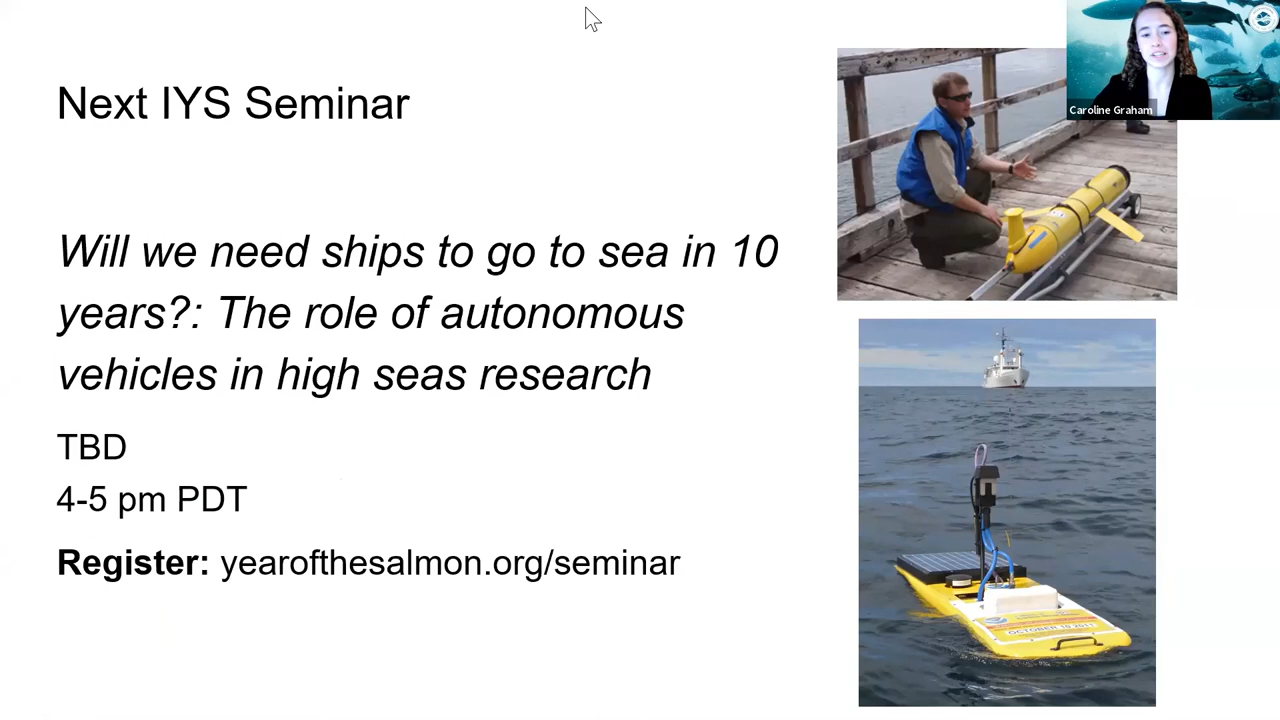 Next IYS Seminar
Caroline Graham
Will we need ships to go to sea in 10
years?: The role of autonomous
vehicles in high seas research
TBD
4-5 pm PDT
Register: yearofthesalmon.org/seminar